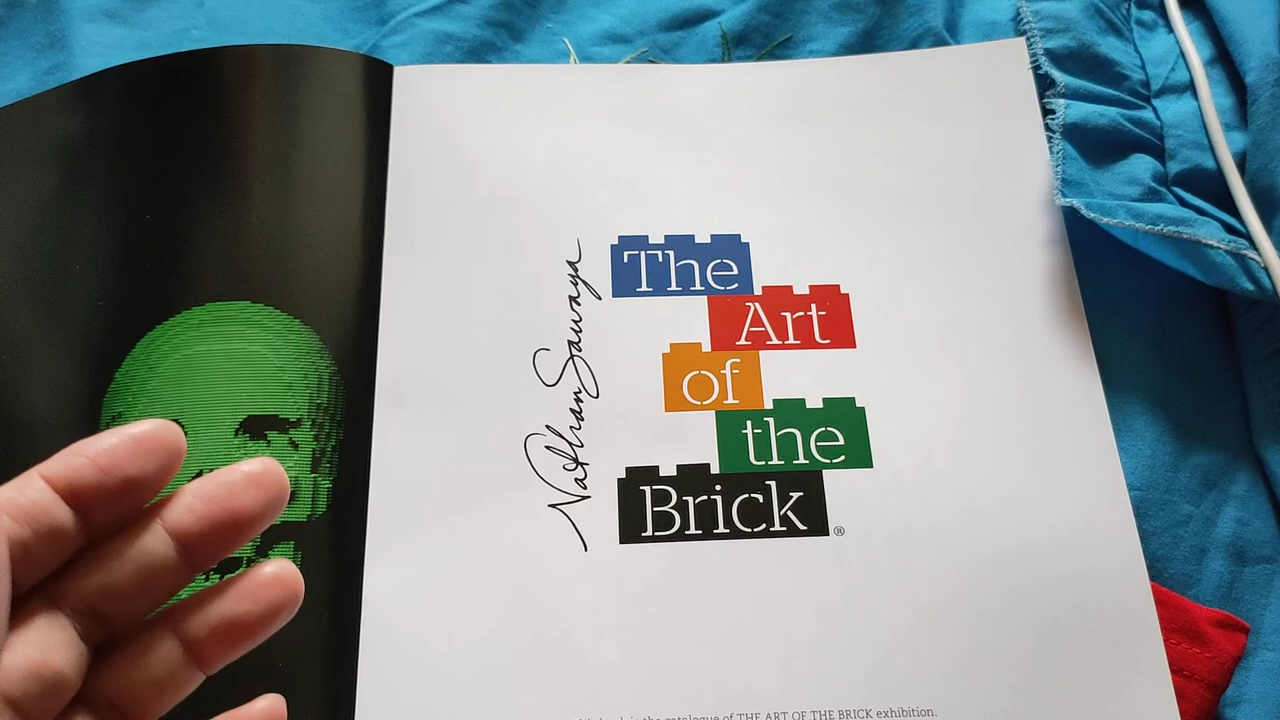 Nathan Sawaya
The
Art
of
the
Brick
®
is the catalogue of THE ART OF THE BRICK exhibition.